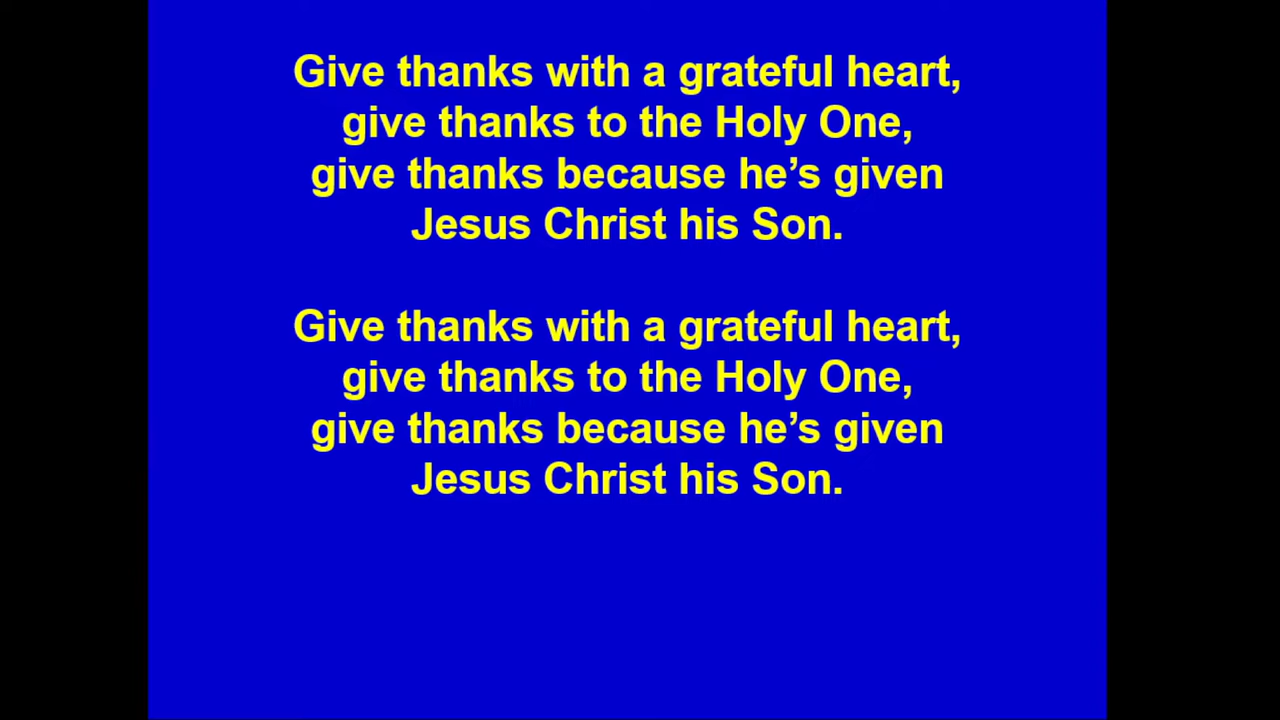 Give thanks with a grateful heart,
give thanks to the Holy One,
give thanks because he’s given
Jesus Christ his Son.
Give thanks with a grateful heart,
give thanks to the Holy One,
give thanks because he’s given
Jesus Christ his Son.